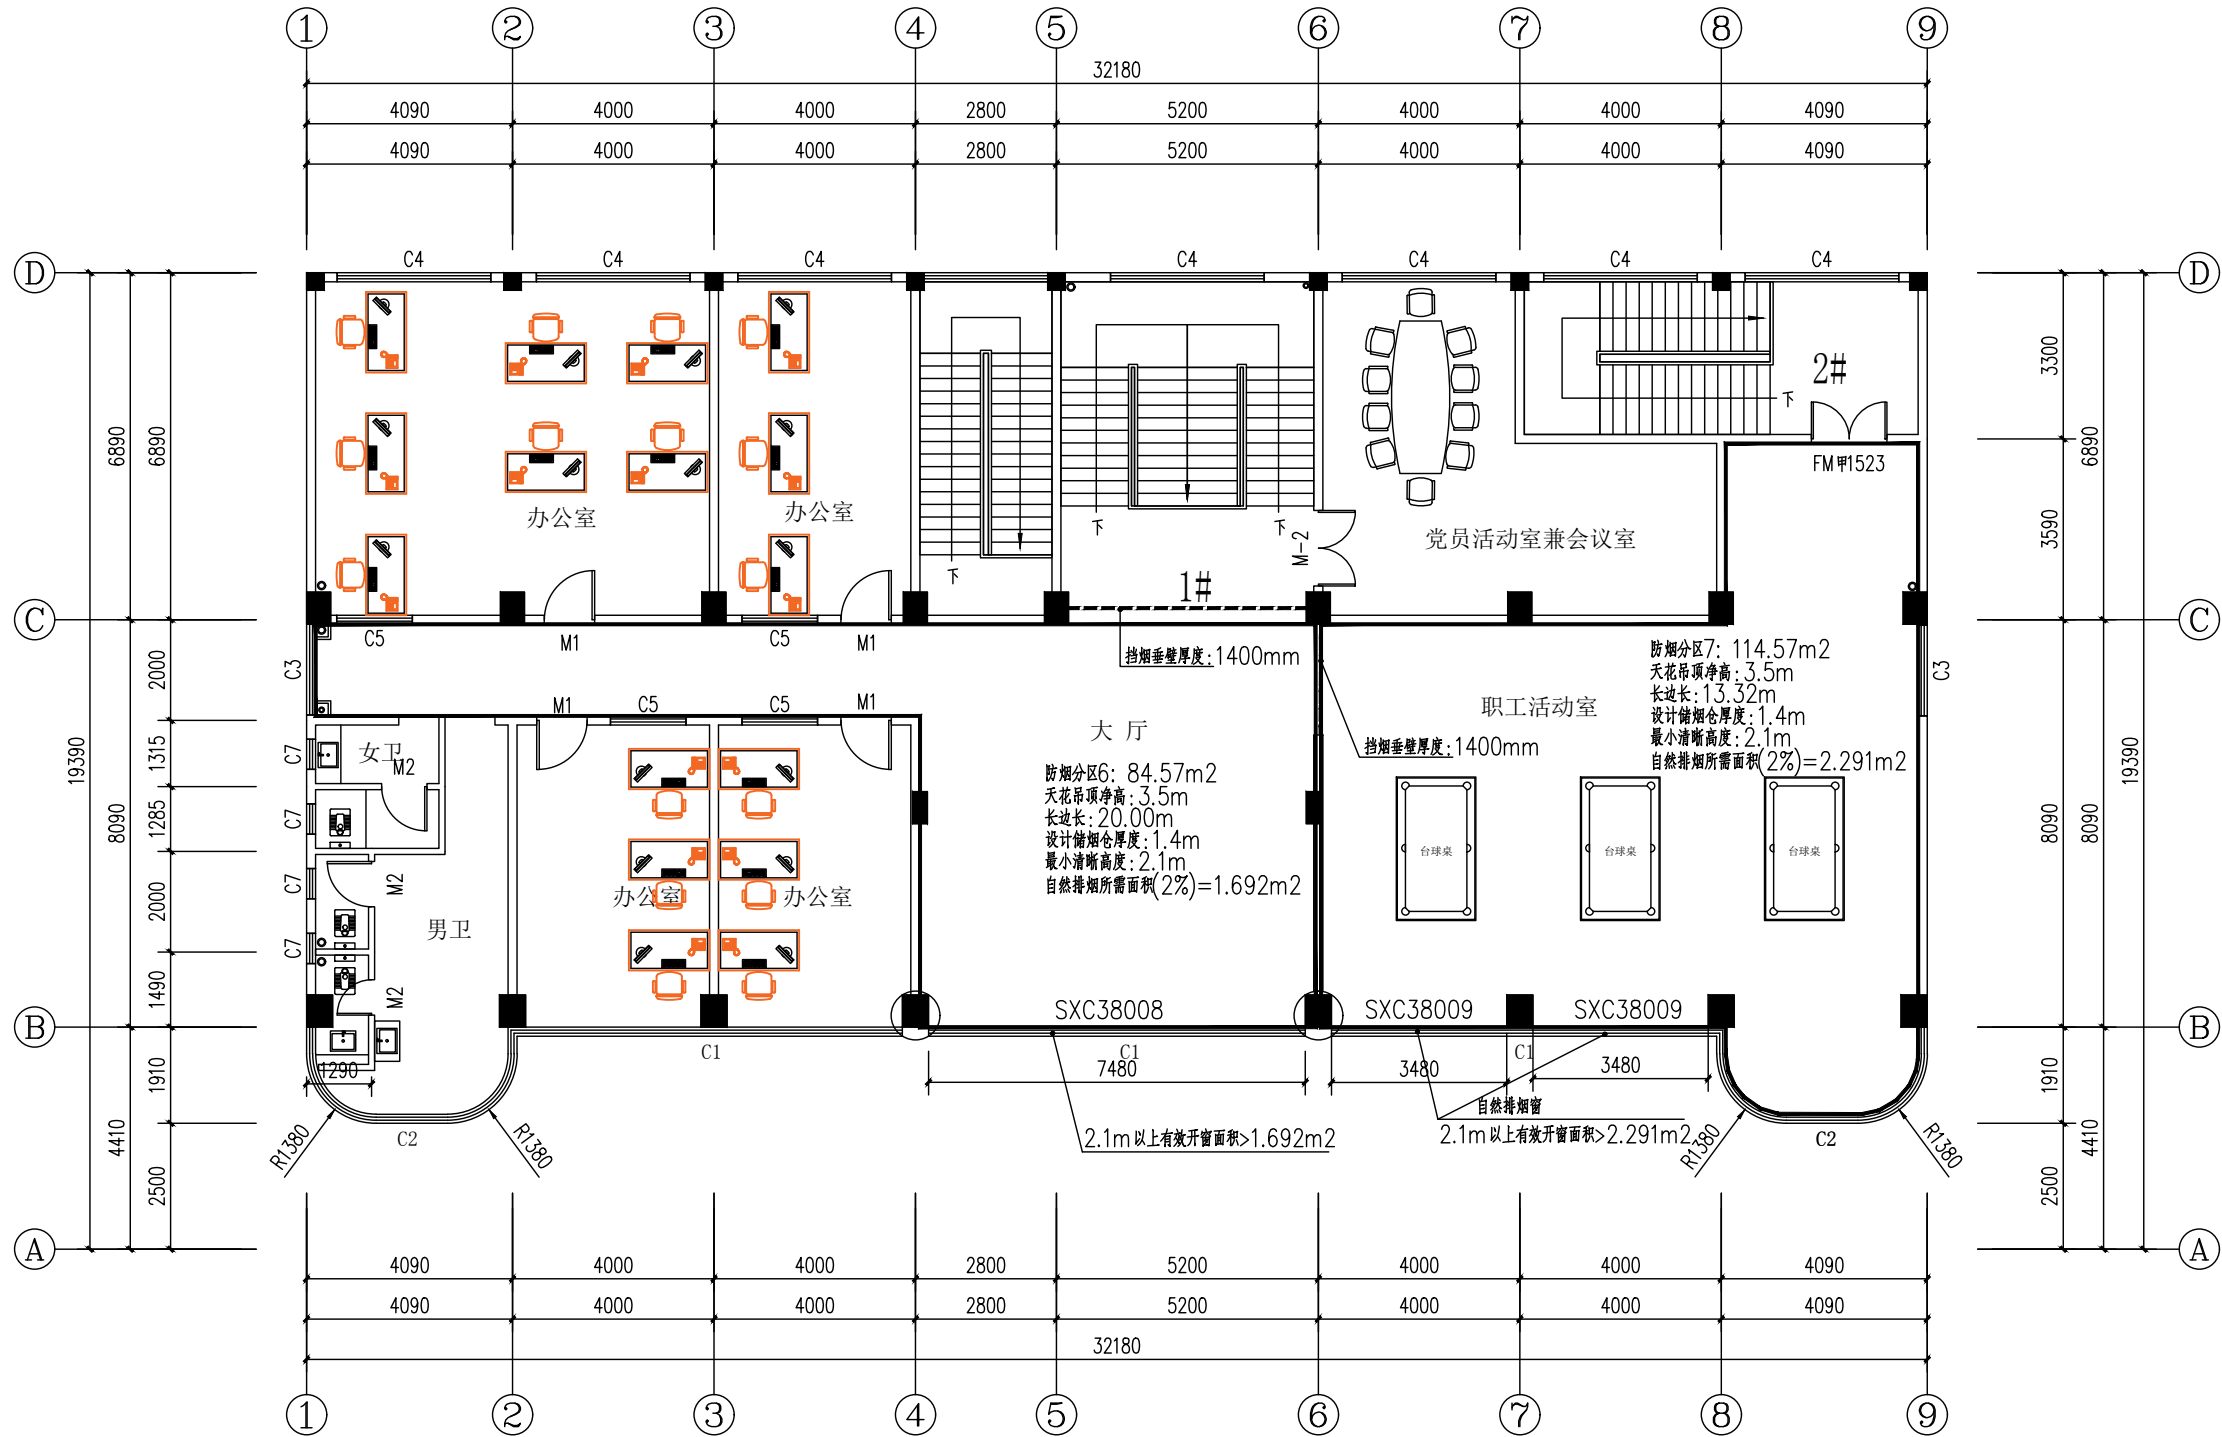 1 2 3 4 5 6 7 8 9
32180
4090 4000 4000 2800 5200 4000 4000 4090
4090 4000 4000 2800 5200 4000 4000 4090
D C4 C4 C4 C4 C4 C4 C4 D
6890 6890 3300 6890
2#
下
FM甲1523
办公室 办公室 下 下 下 M-2 党员活动室兼会议室 3590
下
1#
C C
C5 M1 C5 M1
挡烟垂壁厚度:1400mm
C3 2000 C3
防烟分区7: 114.57m2
天花吊顶净高:3.5m
长边长:13.32m
设计储烟仓厚度:1.4m
最小清晰高度:2.1m
自然排烟所需面积(2%)=2.291m2
M1 C5 C5 M1
职工活动室
大 厅
挡烟垂壁厚度:1400mm
19390 1315 C7 女卫 M2 19390
防烟分区6: 84.57m2
天花吊顶净高:3.5m
长边长:20.00m
设计储烟仓厚度:1.4m
最小清晰高度:2.1m
自然排烟所需面积(2%)=1.692m2
8090 1285 C7 8090 8090
台球桌 台球桌 台球桌
2000 C7 M2
办公室 办公室
男卫
C7
1490 M2
SXC38008 SXC38009 SXC38009
B B
C1 C1 C1
1290 7480 3480 3480
1910 1910
自然排烟窗
2.1m以上有效开窗面积>1.692m2
2.1m以上有效开窗面积>2.291m2
4410 4410
C2 C2
R1380 R1380 R1380 R1380
2500 2500
A A
4090 4000 4000 2800 5200 4000 4000 4090
4090 4000 4000 2800 5200 4000 4000 4090
32180
1 2 3 4 5 6 7 8 9